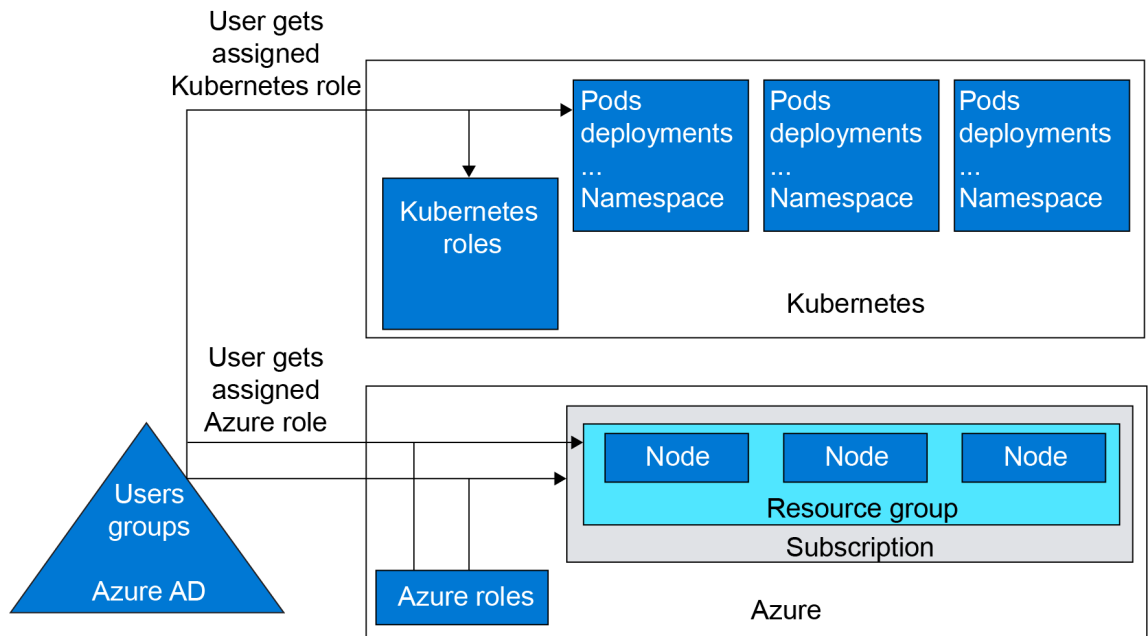 User gets
assigned
Kubernetes role
Pods
deployments
...
Namespace
Pods
deployments
...
Namespace
Pods
deployments
...
Namespace
Kubernetes
roles
Kubernetes
User gets
assigned
Azure role
Node
Node
Node
Resource group
Subscription
Users
groups
Azure AD
Azure roles
Azure